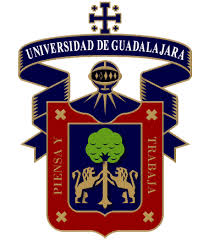 UNIVERSIDAD DE GUADALAJARA
PIENSA Y
TRABAJA